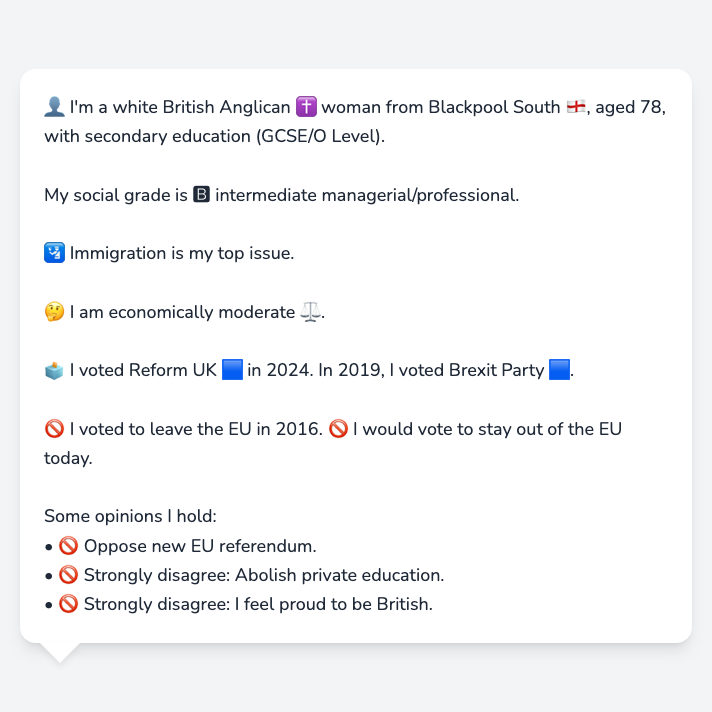 👤 I'm a white British Anglican ✝️ woman from Blackpool South 🏴󠁧󠁢󠁥󠁮󠁧󠁿, aged 78,
with secondary education (GCSE/O Level).
My social grade is 🅱 intermediate managerial/professional.
🛂 Immigration is my top issue.
🤔 I am economically moderate ⚖️.
🗳️ I voted Reform UK 🟦 in 2024. In 2019, I voted Brexit Party 🟦.
🚫 I voted to leave the EU in 2016. 🚫 I would vote to stay out of the EU
today.
Some opinions I hold:
• 🚫 Oppose new EU referendum.
• 🚫 Strongly disagree: Abolish private education.
• 🚫 Strongly disagree: I feel proud to be British.